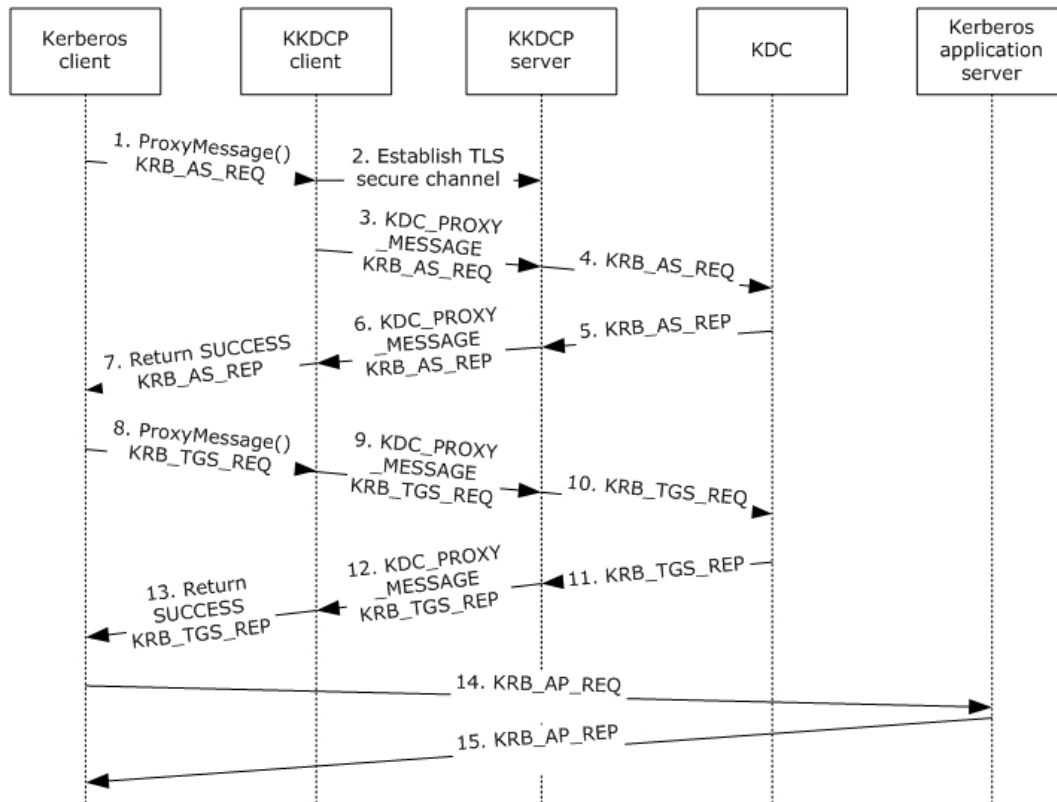 Kerberos
client
KKDCP
client
KKDCP
server
KDC
Kerberos
application
server
1. ProxyMessage()
KRB_AS_REQ
2. Establish TLS
secure channel
3. KDC_PROXY
_MESSAGE
KRB_AS_REQ
4. KRB_AS_REQ
5. KRB_AS_REP
6. KDC_PROXY
_MESSAGE
KRB_AS_REP
7. Return SUCCESS
KRB_AS_REP
8. ProxyMessage()
KRB_TGS_REQ
9. KDC_PROXY
_MESSAGE
KRB_TGS_REQ
10. KRB_TGS_REQ
11. KRB_TGS_REP
12. KDC_PROXY
_MESSAGE
KRB_TGS_REP
13. Return
SUCCESS
KRB_TGS_REP
14. KRB_AP_REQ
15. KRB_AP_REP